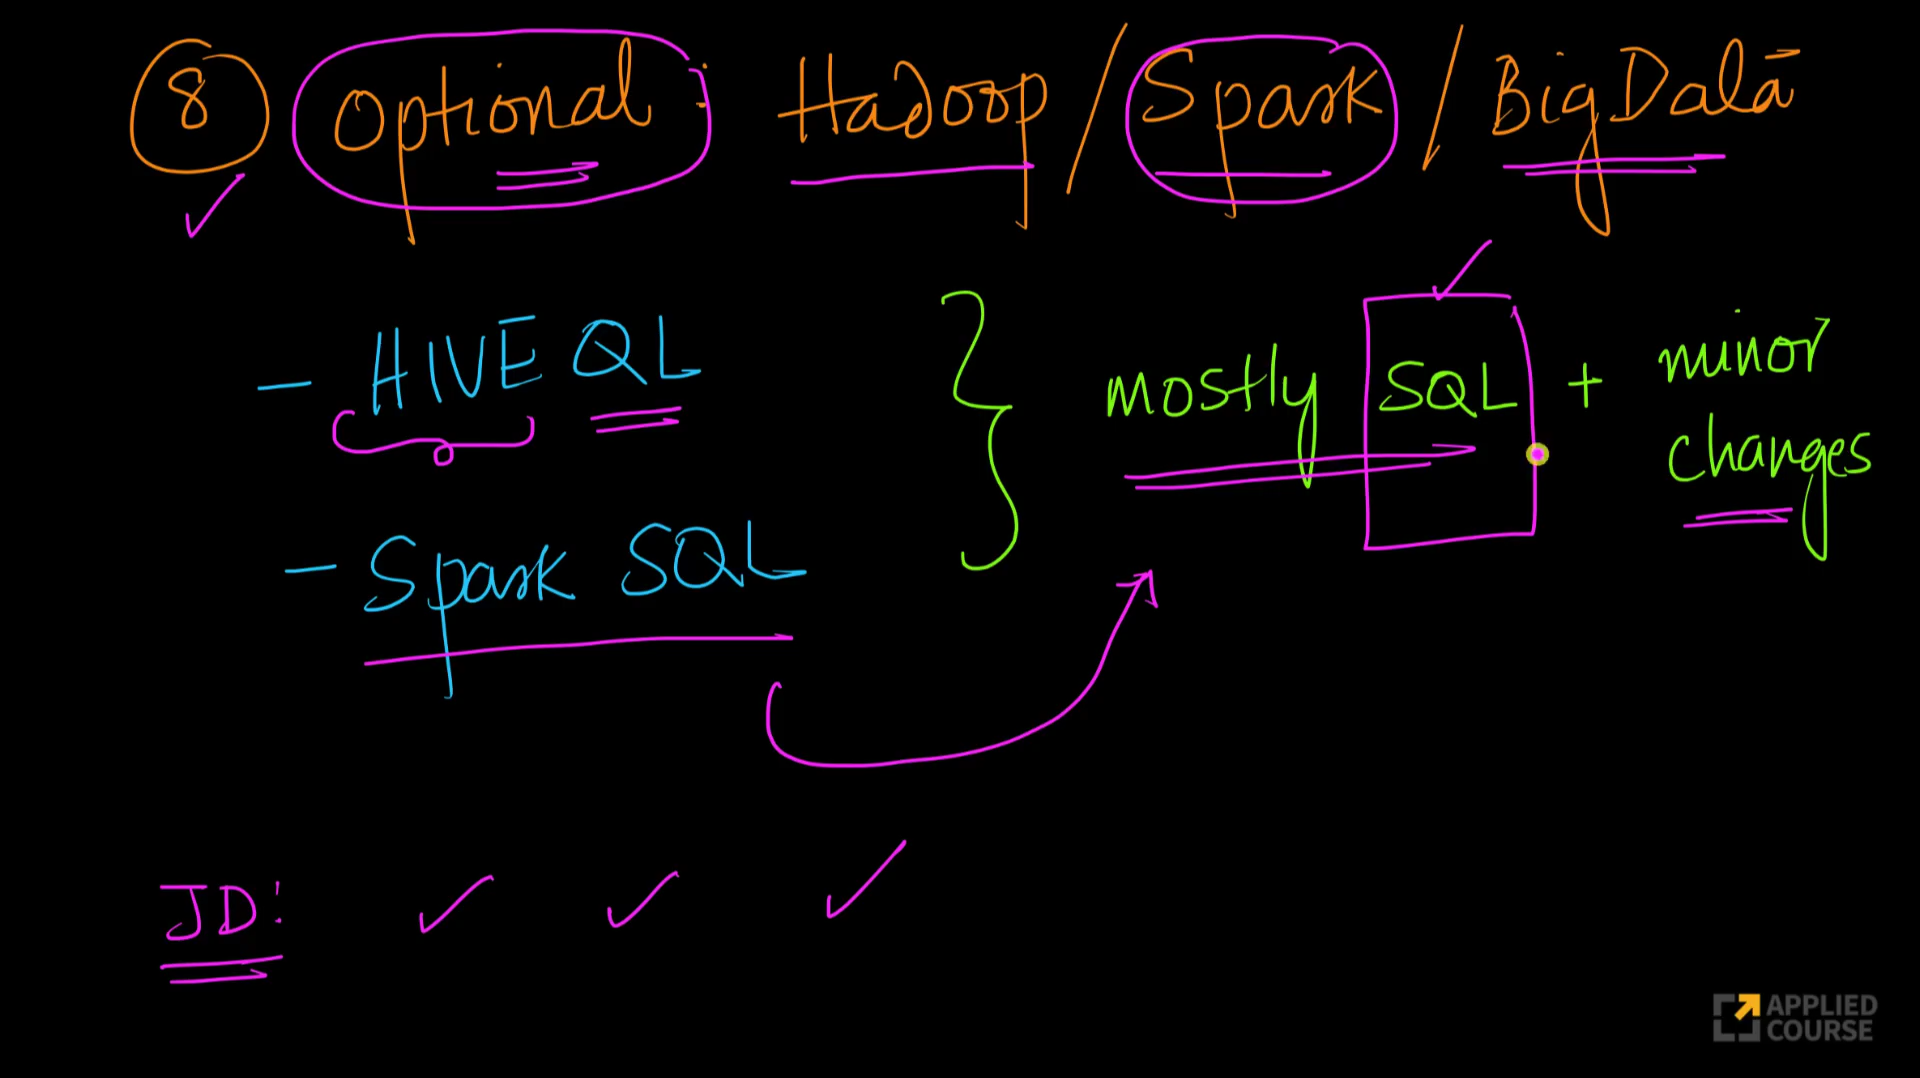 8 Optional: Hadoop / Spark / BigData
- HIVE QL
- Spark SQL
mostly SQL + minor
changes
JD:
APPLIED
COURSE